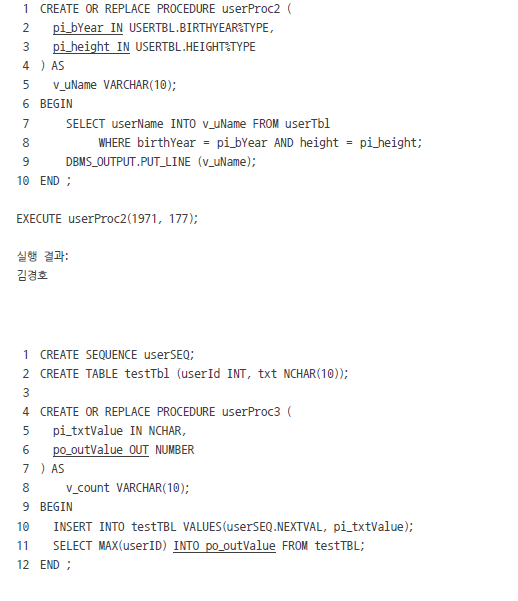 1 CREATE OR REPLACE PROCEDURE userProc2 (
2 pi_bYear IN USERTBL.BIRTHYEAR%TYPE,
3 pi_height IN USERTBL.HEIGHT%TYPE
4 ) AS
5 v_uName VARCHAR(10);
6 BEGIN
7 SELECT userName INTO v_uName FROM userTbl
8 WHERE birthYear = pi_bYear AND height = pi_height;
9 DBMS_OUTPUT.PUT_LINE (v_uName);
10 END ;
EXECUTE userProc2(1971, 177);
실행 결과:
김경호
1 CREATE SEQUENCE userSEQ;
2 CREATE TABLE testTbl (userId INT, txt NCHAR(10));
3
4 CREATE OR REPLACE PROCEDURE userProc3 (
5 pi_txtValue IN NCHAR,
6 po_outValue OUT NUMBER
7 ) AS
8 v_count VARCHAR(10);
9 BEGIN
10 INSERT INTO testTBL VALUES(userSEQ.NEXTVAL, pi_txtValue);
11 SELECT MAX(userID) INTO po_outValue FROM testTBL;
12 END ;